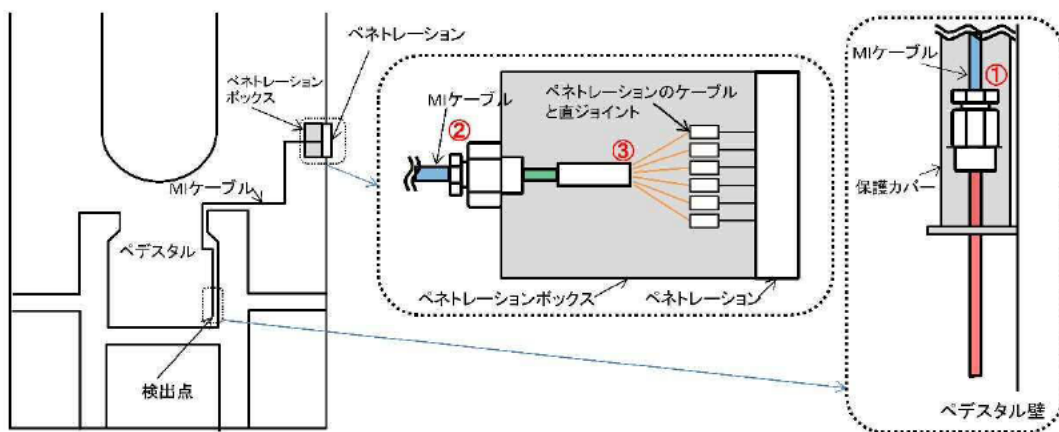 ペネトレーション
ペネトレーション
ボックス
MIケーブル
ペデスタル
検出点
MIケーブル
②
ペネトレーションのケーブル
と直ジョイント
③
ペネトレーションボックス
ペネトレーション
MIケーブル
①
保護カバー
ペデスタル壁